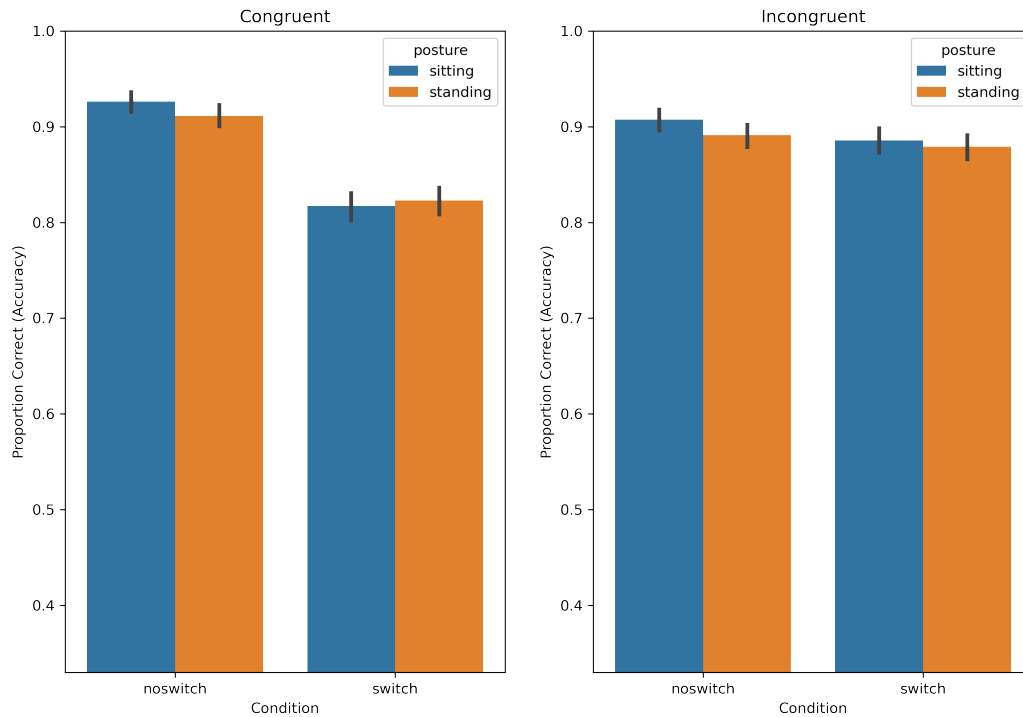 Congruent
1.0
0.9
0.8
0.7
0.6
0.5
0.4
Proportion Correct (Accuracy)
posture
sitting
standing
noswitch
switch
Condition
Incongruent
1.0
0.9
0.8
0.7
0.6
0.5
0.4
Proportion Correct (Accuracy)
posture
sitting
standing
noswitch
switch
Condition